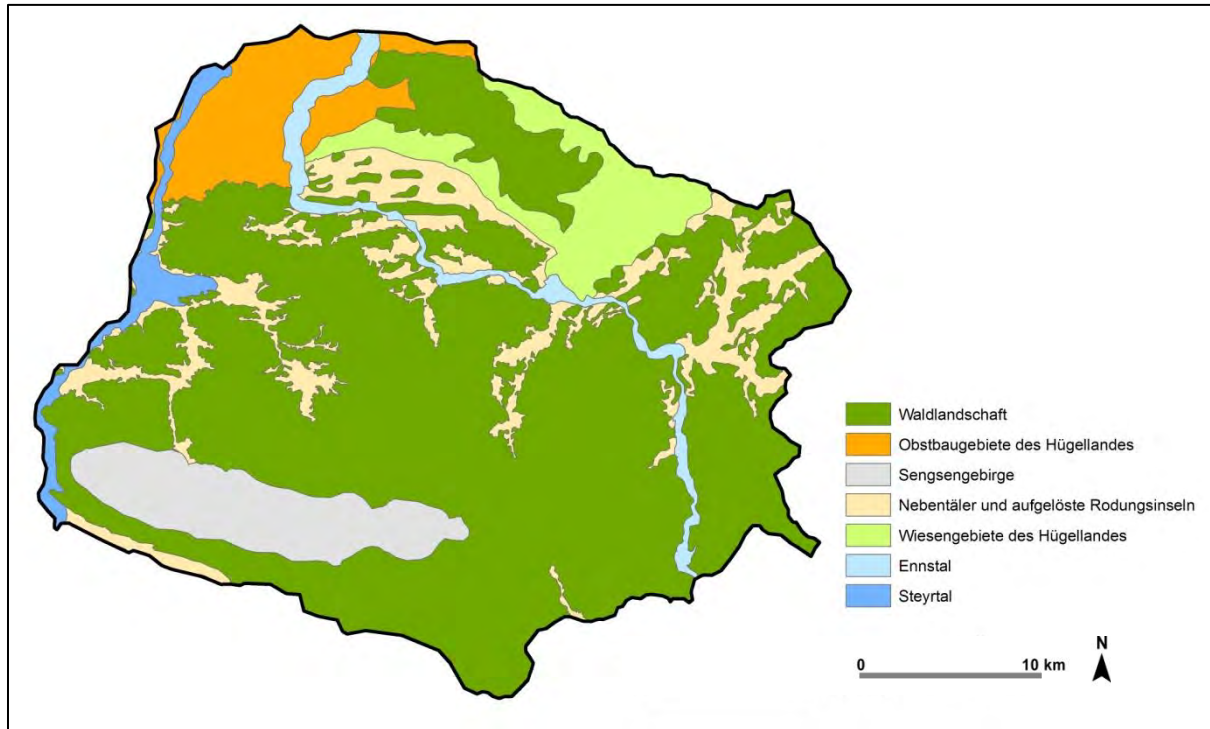 Waldlandschaft
Obstbaugebiete des Hügellandes
Sengsengebirge
Nebentäler und aufgelöste Rodungsinseln
Wiesengebiete des Hügellandes
Ennstal
Steyrtal
0 10 km
N